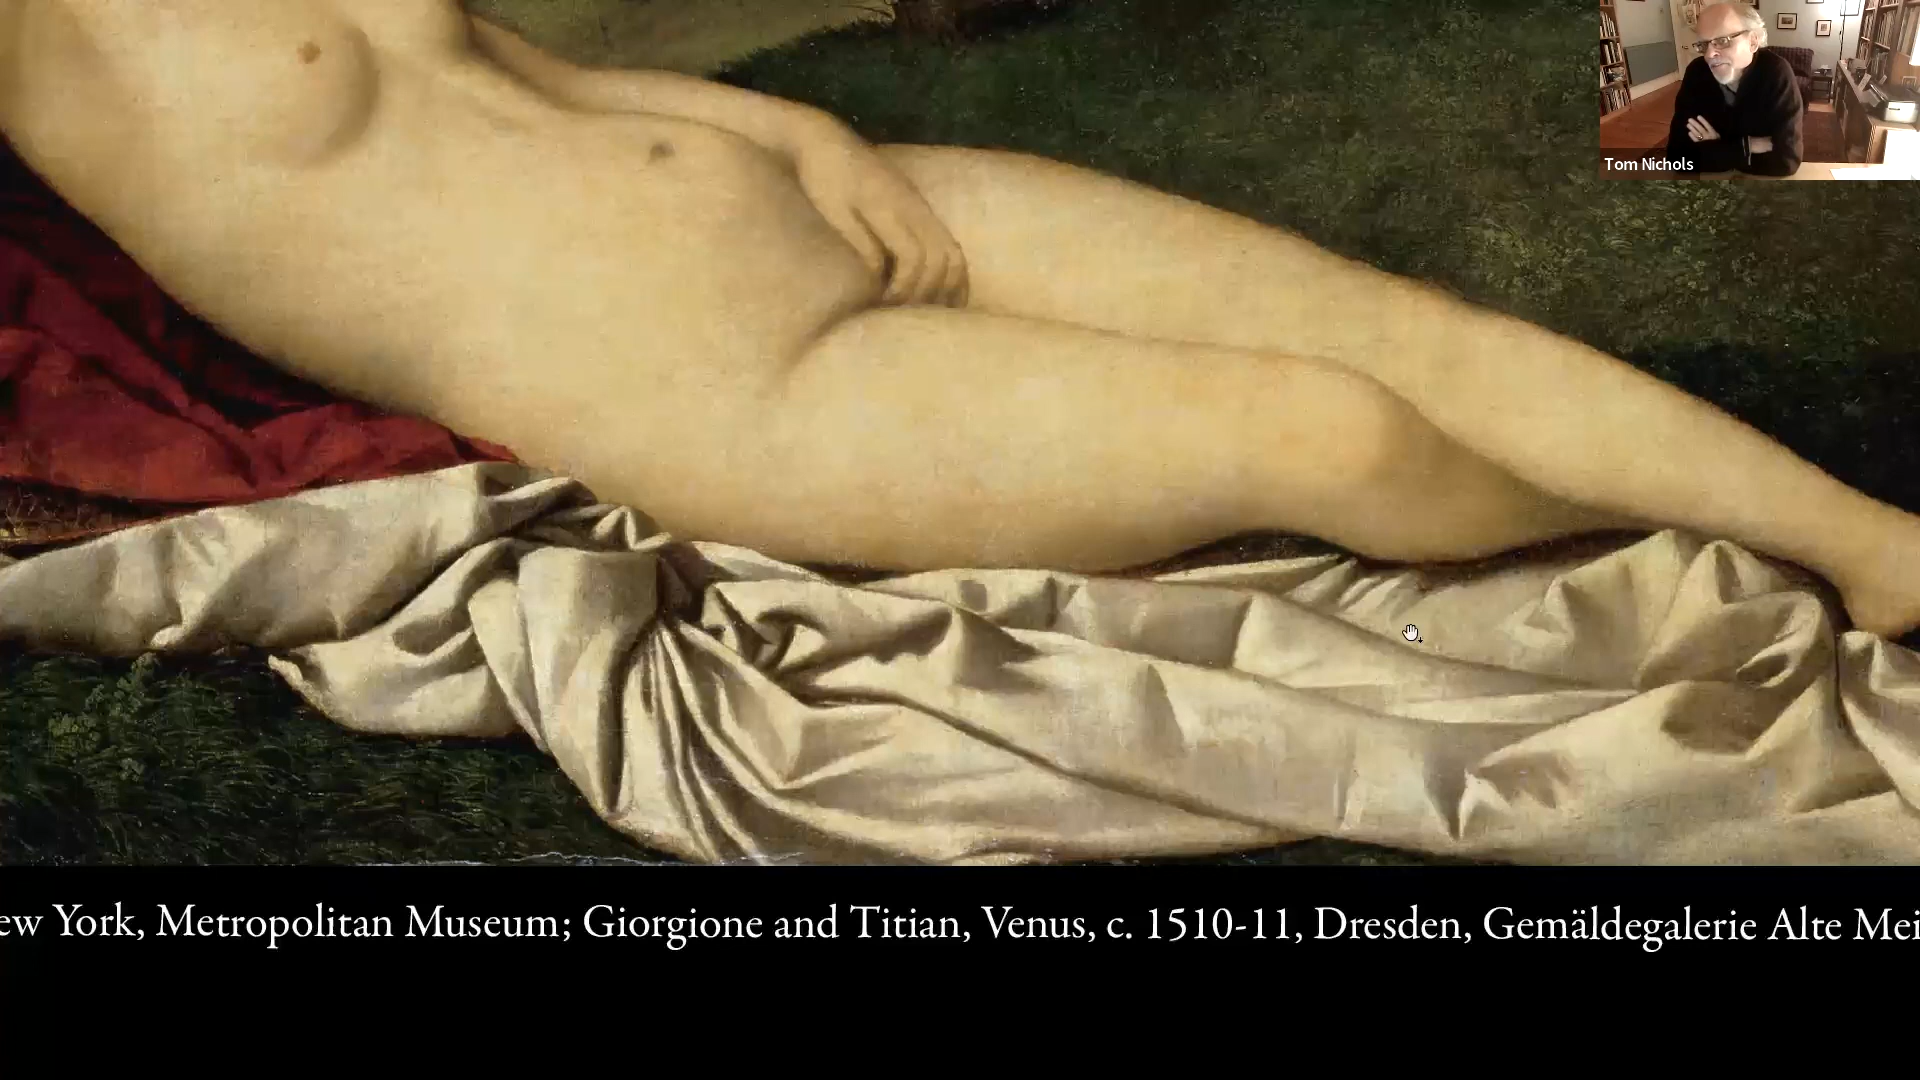 Tom Nichols
ew York, Metropolitan Museum; Giorgione and Titian, Venus, c. 1510-11, Dresden, Gemäldegalerie Alte Mei